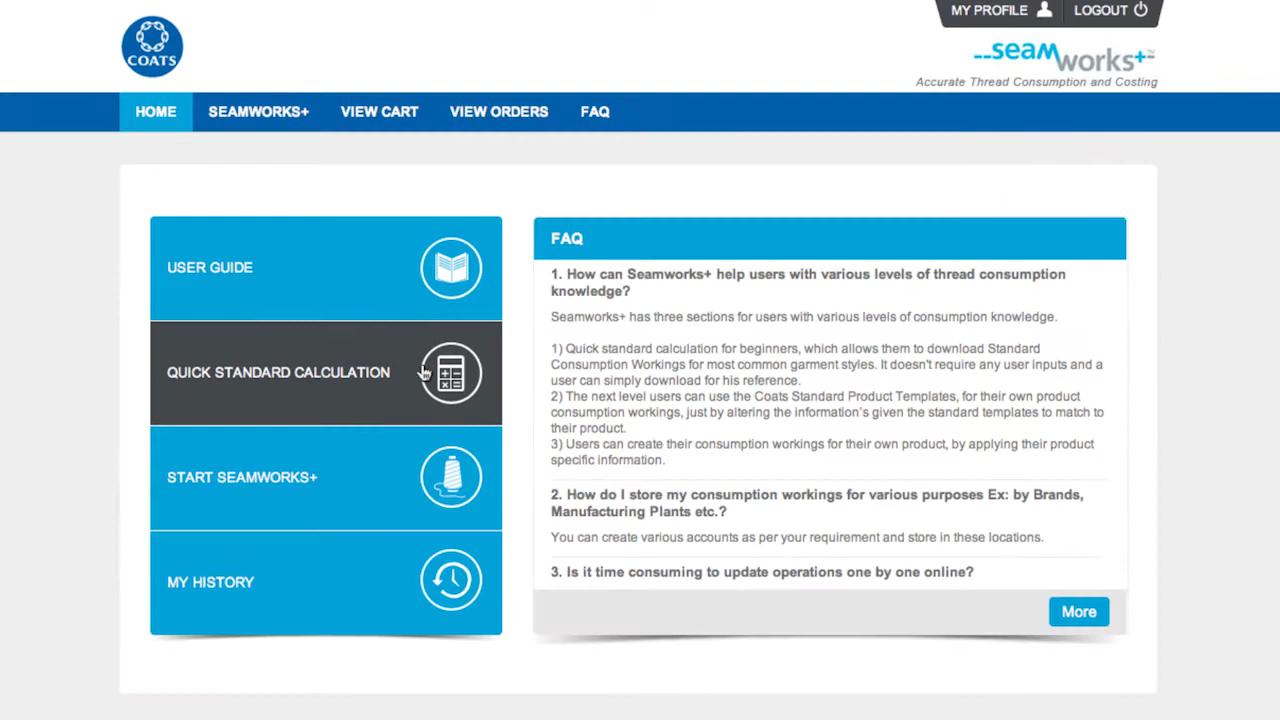 MY PROFILE
LOGOUT
COATS
--seamworks+™
Accurate Thread Consumption and Costing
HOME
SEAMWORKS+
VIEW CART
VIEW ORDERS
FAQ
USER GUIDE
QUICK STANDARD CALCULATION
START SEAMWORKS+
MY HISTORY
FAQ
1. How can Seamworks+ help users with various levels of thread consumption
knowledge?
Seamworks+ has three sections for users with various levels of consumption knowledge.
1) Quick standard calculation for beginners, which allows them to download Standard
Consumption Workings for most common garment styles. It doesn't require any user inputs and a
user can simply download for his reference.
2) The next level users can use the Coats Standard Product Templates, for their own product
consumption workings, just by altering the information's given the standard templates to match to
their product.
3) Users can create their consumption workings for their own product, by applying their product
specific information.
2. How do I store my consumption workings for various purposes Ex: by Brands,
Manufacturing Plants etc.?
You can create various accounts as per your requirement and store in these locations.
3. Is it time consuming to update operations one by one online?
More